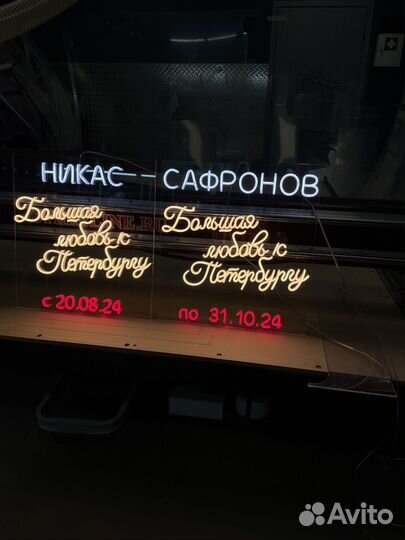 НИКАС -- САФРОНОВ
Большая
любовь к
Петербургу
с 20.08.24
Большая
любовь к
Петербургу
по 31.10.24
Avito